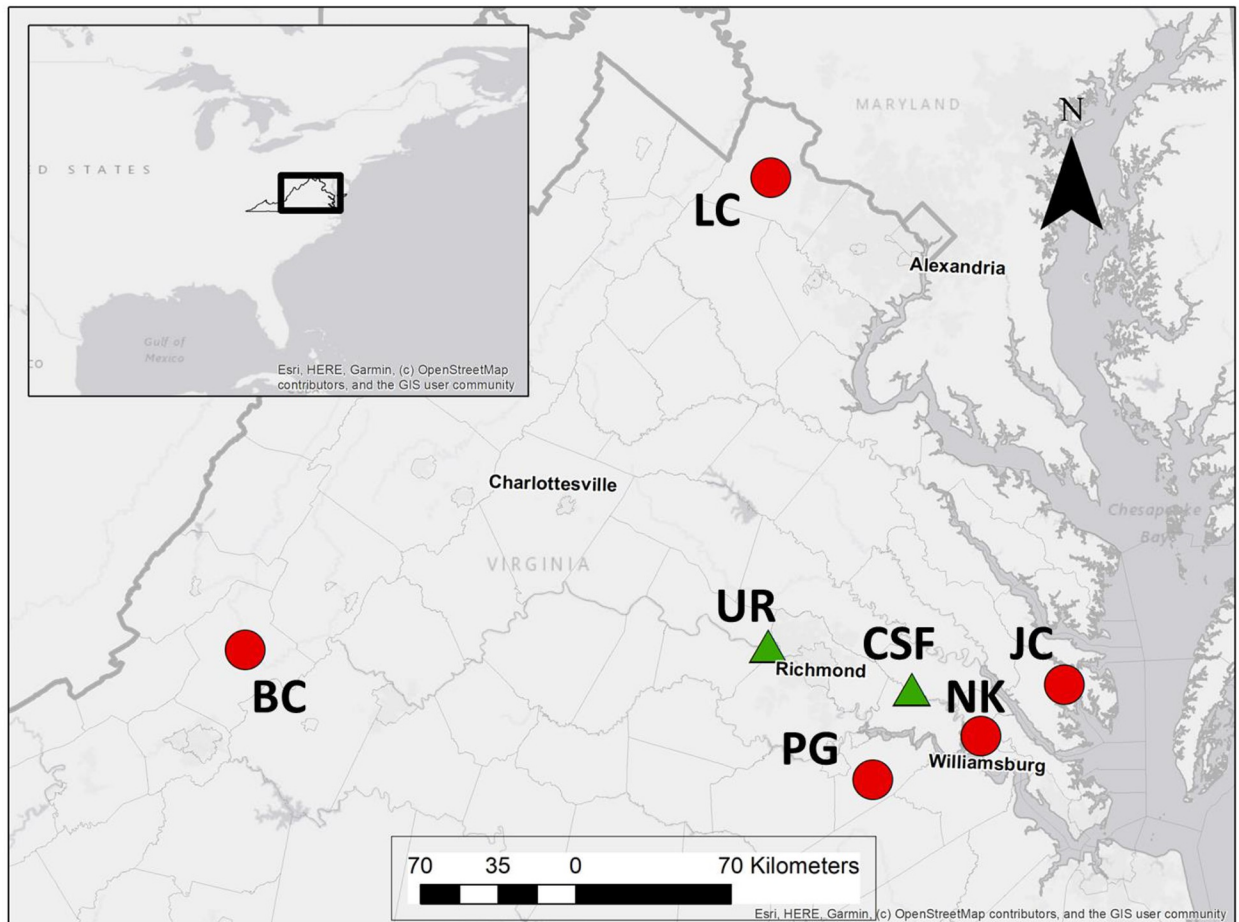 MARYLAND
N
D STATES
LC
Alexandria
Gulf of
Mexico
CO
Esri, HERE, Garmin, (c) OpenStreetMap
contributors, and the GIS user community
Charlottesville
Chesapeake
Bay
VIRGINIA
UR
CSF
JC
Richmond
BC
NK
PG
Williamsburg
70 35 0 70 Kilometers
Esri, HERE, Garmin, (c) OpenStreetMap contributors, and the GIS user community